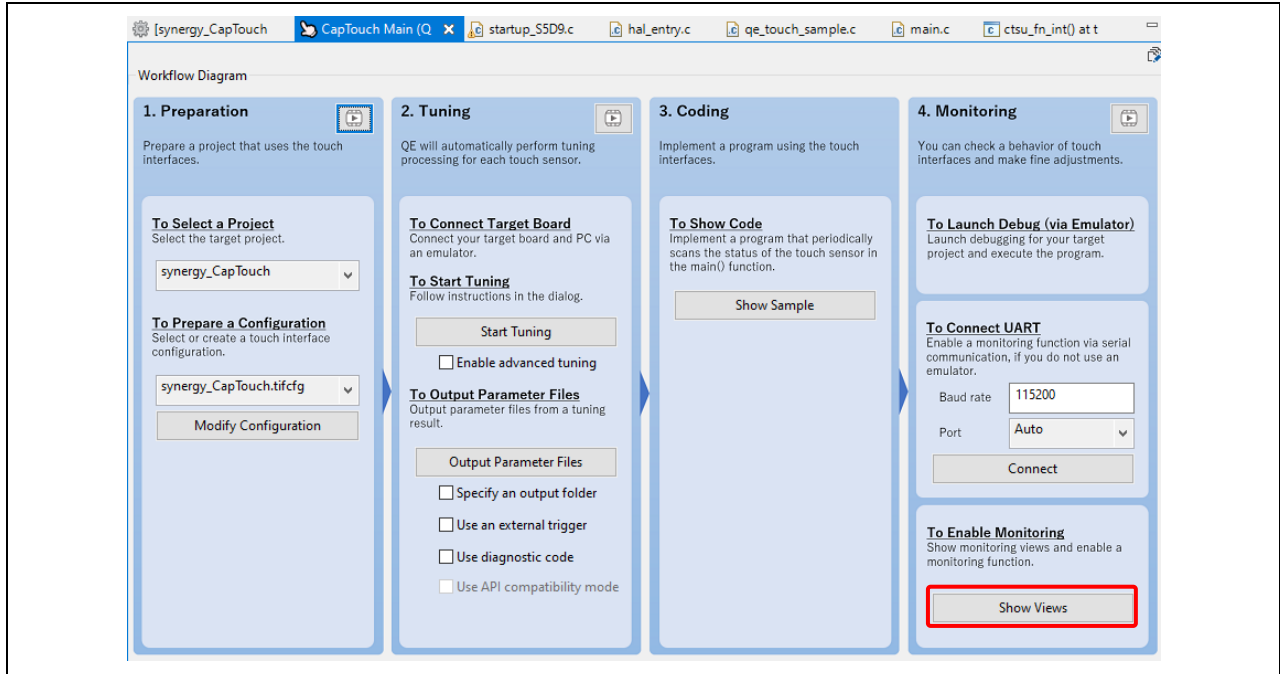 [synergy_CapTouch
CapTouch Main (Q
startup_S5D9.c
hal_entry.c
qe_touch_sample.c
main.c
ctsu_fn_int() at t
Workflow Diagram
1. Preparation
Prepare a project that uses the touch
interfaces.
To Select a Project
Select the target project.
synergy_CapTouch
To Prepare a Configuration
Select or create a touch interface
configuration.
synergy_CapTouch.tifcfg
Modify Configuration
2. Tuning
QE will automatically perform tuning
processing for each touch sensor.
To Connect Target Board
Connect your target board and PC via
an emulator.
To Start Tuning
Follow instructions in the dialog.
Start Tuning
Enable advanced tuning
To Output Parameter Files
Output parameter files from a tuning
result.
Output Parameter Files
Specify an output folder
Use an external trigger
Use diagnostic code
Use API compatibility mode
3. Coding
Implement a program using the touch
interfaces.
To Show Code
Implement a program that periodically
scans the status of the touch sensor in
the main() function.
Show Sample
4. Monitoring
You can check a behavior of touch
interfaces and make fine adjustments.
To Launch Debug (via Emulator)
Launch debugging for your target
project and execute the program.
To Connect UART
Enable a monitoring function via serial
communication, if you do not use an
emulator.
Baud rate 115200
Port Auto
Connect
To Enable Monitoring
Show monitoring views and enable a
monitoring function.
Show Views